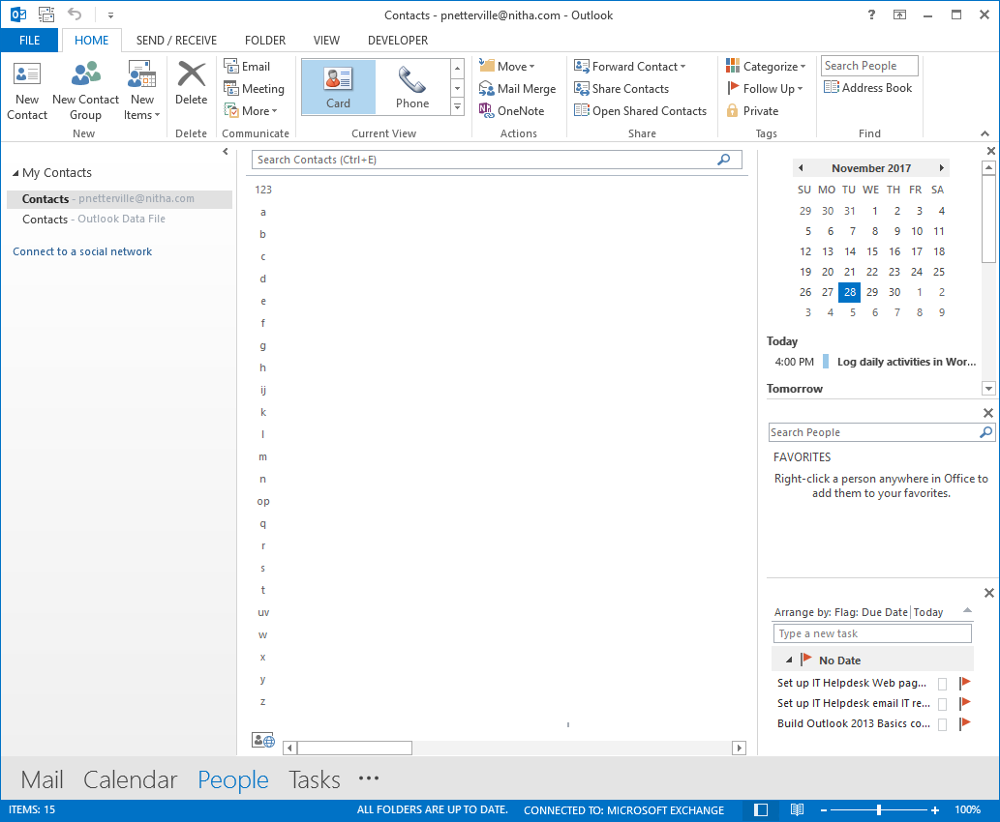 Contacts - pnetterville@nitha.com - Outlook
FILE HOME SEND / RECEIVE FOLDER VIEW DEVELOPER
New Contact
New Contact Group
New Items
New
Delete
Delete
Email
Meeting
More
Communicate
Card
Phone
Current View
Move
Mail Merge
OneNote
Actions
Forward Contact
Share Contacts
Open Shared Contacts
Share
Categorize
Follow Up
Private
Tags
Search People
Address Book
Find
My Contacts
Contacts - pnetterville@nitha.com
Contacts - Outlook Data File
Connect to a social network
Search Contacts (Ctrl+E)
123
a
b
c
d
e
f
g
h
ij
k
l
m
n
op
q
r
s
t
uv
w
x
y
z
November 2017
SU MO TU WE TH FR SA
29 30 31 1 2 3 4
5 6 7 8 9 10 11
12 13 14 15 16 17 18
19 20 21 22 23 24 25
26 27 28 29 30 1 2
3 4 5 6 7 8 9
Today
4:00 PM Log daily activities in Wor...
Tomorrow
Search People
FAVORITES
Right-click a person anywhere in Office to
add them to your favorites.
Arrange by: Flag: Due Date Today
Type a new task
No Date
Set up IT Helpdesk Web pag...
Set up IT Helpdesk email IT re...
Build Outlook 2013 Basics co...
Mail Calendar People Tasks ···
ITEMS: 15 ALL FOLDERS ARE UP TO DATE. CONNECTED TO: MICROSOFT EXCHANGE 100%